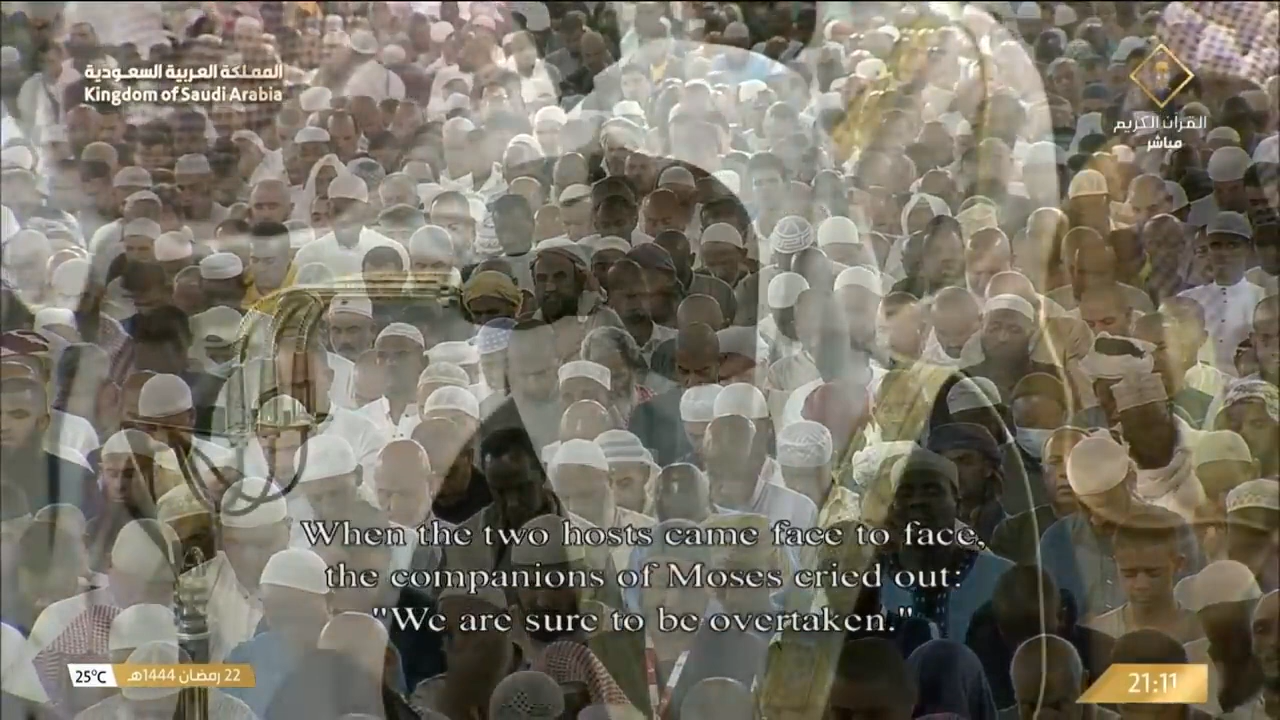 المملكة العربية السعودية
Kingdom of Saudi Arabia
القرآن الكريم
مباشر
When the two hosts came face to face,
the companions of Moses cried out:
"We are sure to be overtaken."
25°C
22 رمضان 1444هـ
21:11